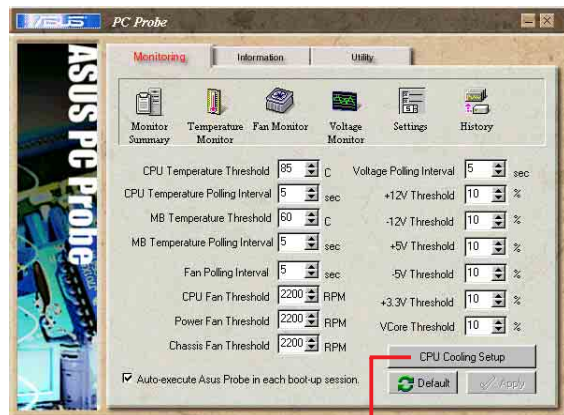 ASUS PC Probe
ASUS PC Probe
Monitoring Information Utility
Monitor Summary
Temperature Monitor
Fan Monitor
Voltage Monitor
Settings
History
CPU Temperature Threshold 85 C
CPU Temperature Polling Interval 5 sec
MB Temperature Threshold 60 C
MB Temperature Polling Interval 5 sec
Fan Polling Interval 5 sec
CPU Fan Threshold 2200 RPM
Power Fan Threshold 2200 RPM
Chassis Fan Threshold 2200 RPM
Voltage Polling Interval 5 sec
+12V Threshold 10 %
-12V Threshold 10 %
+5V Threshold 10 %
-5V Threshold 10 %
+3.3V Threshold 10 %
VCore Threshold 10 %
CPU Cooling Setup
Auto-execute Asus Probe in each boot-up session.
Default
Apply